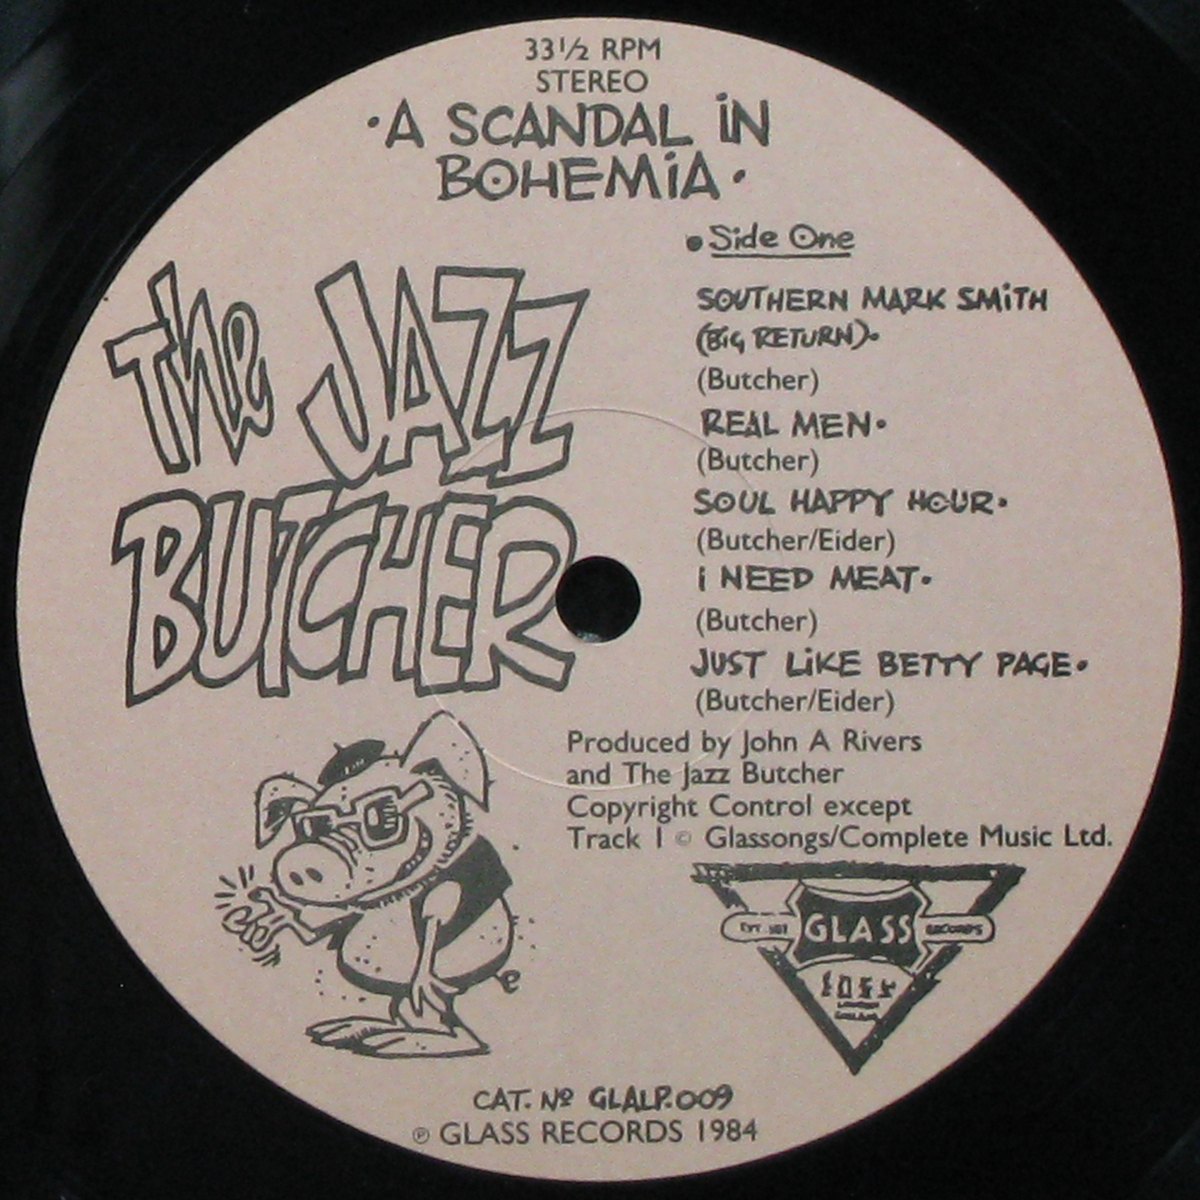 33 1/2 RPM
STEREO
·A SCANDAL iN
BOHEMiA·
• Side One
THe JAZZ
BUTCHER
SOUTHERN MARK SMiTH
(BiG RETURN)·
(Butcher)
REAL MEN·
(Butcher)
SOUL HAPPY HOUR·
(Butcher/Eider)
i NEED MEAT·
(Butcher)
JUST LiKE BETTY PAGE·
(Butcher/Eider)
Produced by John A Rivers
and The Jazz Butcher
Copyright Control except
Track 1 © Glassongs/Complete Music Ltd.
GLASS
RECORDS
CAT. Nº GLALP.009
℗ GLASS RECORDS 1984